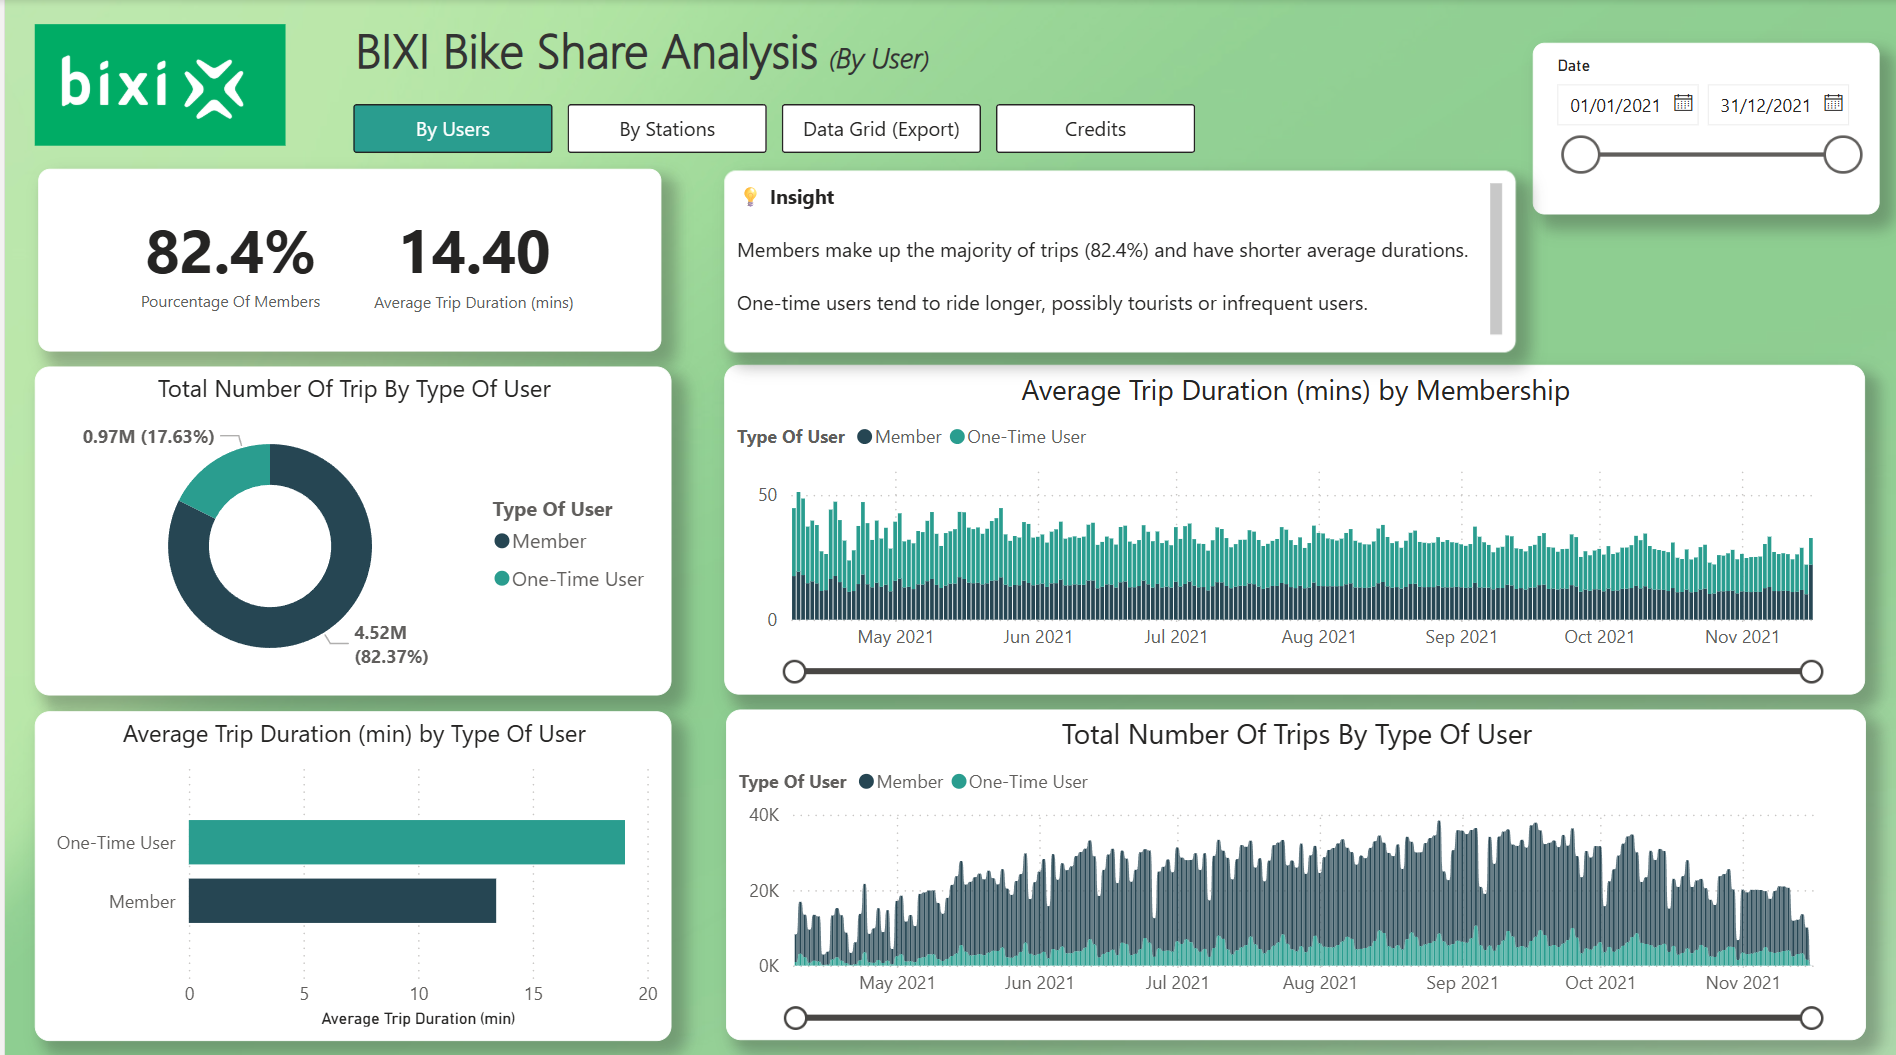 bixi
BIXI Bike Share Analysis (By User)
By Users
By Stations
Data Grid (Export)
Credits
Date
01/01/2021
31/12/2021
82.4%
Pourcentage Of Members
14.40
Average Trip Duration (mins)
💡 Insight
Members make up the majority of trips (82.4%) and have shorter average durations.
One-time users tend to ride longer, possibly tourists or infrequent users.
Total Number Of Trip By Type Of User
0.97M (17.63%)
4.52M
(82.37%)
Type Of User
Member
One-Time User
Average Trip Duration (mins) by Membership
Type Of User Member One-Time User
50
0
May 2021 Jun 2021 Jul 2021 Aug 2021 Sep 2021 Oct 2021 Nov 2021
Average Trip Duration (min) by Type Of User
One-Time User
Member
0 5 10 15 20
Average Trip Duration (min)
Total Number Of Trips By Type Of User
Type Of User Member One-Time User
40K
20K
0K
May 2021 Jun 2021 Jul 2021 Aug 2021 Sep 2021 Oct 2021 Nov 2021